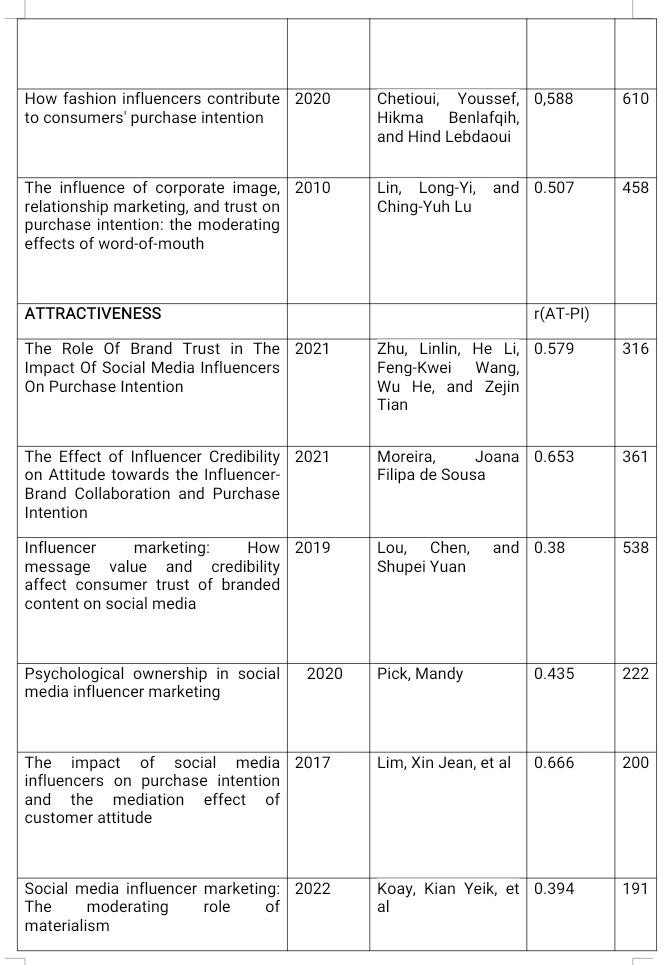 How fashion influencers contribute to consumers' purchase intention 2020 Chetioui, Youssef, Hikma Benlafqih, and Hind Lebdaoui 0,588 610
The influence of corporate image, relationship marketing, and trust on purchase intention: the moderating effects of word-of-mouth 2010 Lin, Long-Yi, and Ching-Yuh Lu 0.507 458
ATTRACTIVENESS r(AT-PI)
The Role Of Brand Trust in The Impact Of Social Media Influencers On Purchase Intention 2021 Zhu, Linlin, He Li, Feng-Kwei Wang, Wu He, and Zejin Tian 0.579 316
The Effect of Influencer Credibility on Attitude towards the Influencer-Brand Collaboration and Purchase Intention 2021 Moreira, Joana Filipa de Sousa 0.653 361
Influencer marketing: How message value and credibility affect consumer trust of branded content on social media 2019 Lou, Chen, and Shupei Yuan 0.38 538
Psychological ownership in social media influencer marketing 2020 Pick, Mandy 0.435 222
The impact of social media influencers on purchase intention and the mediation effect of customer attitude 2017 Lim, Xin Jean, et al 0.666 200
Social media influencer marketing: The moderating role of materialism 2022 Koay, Kian Yeik, et al 0.394 191